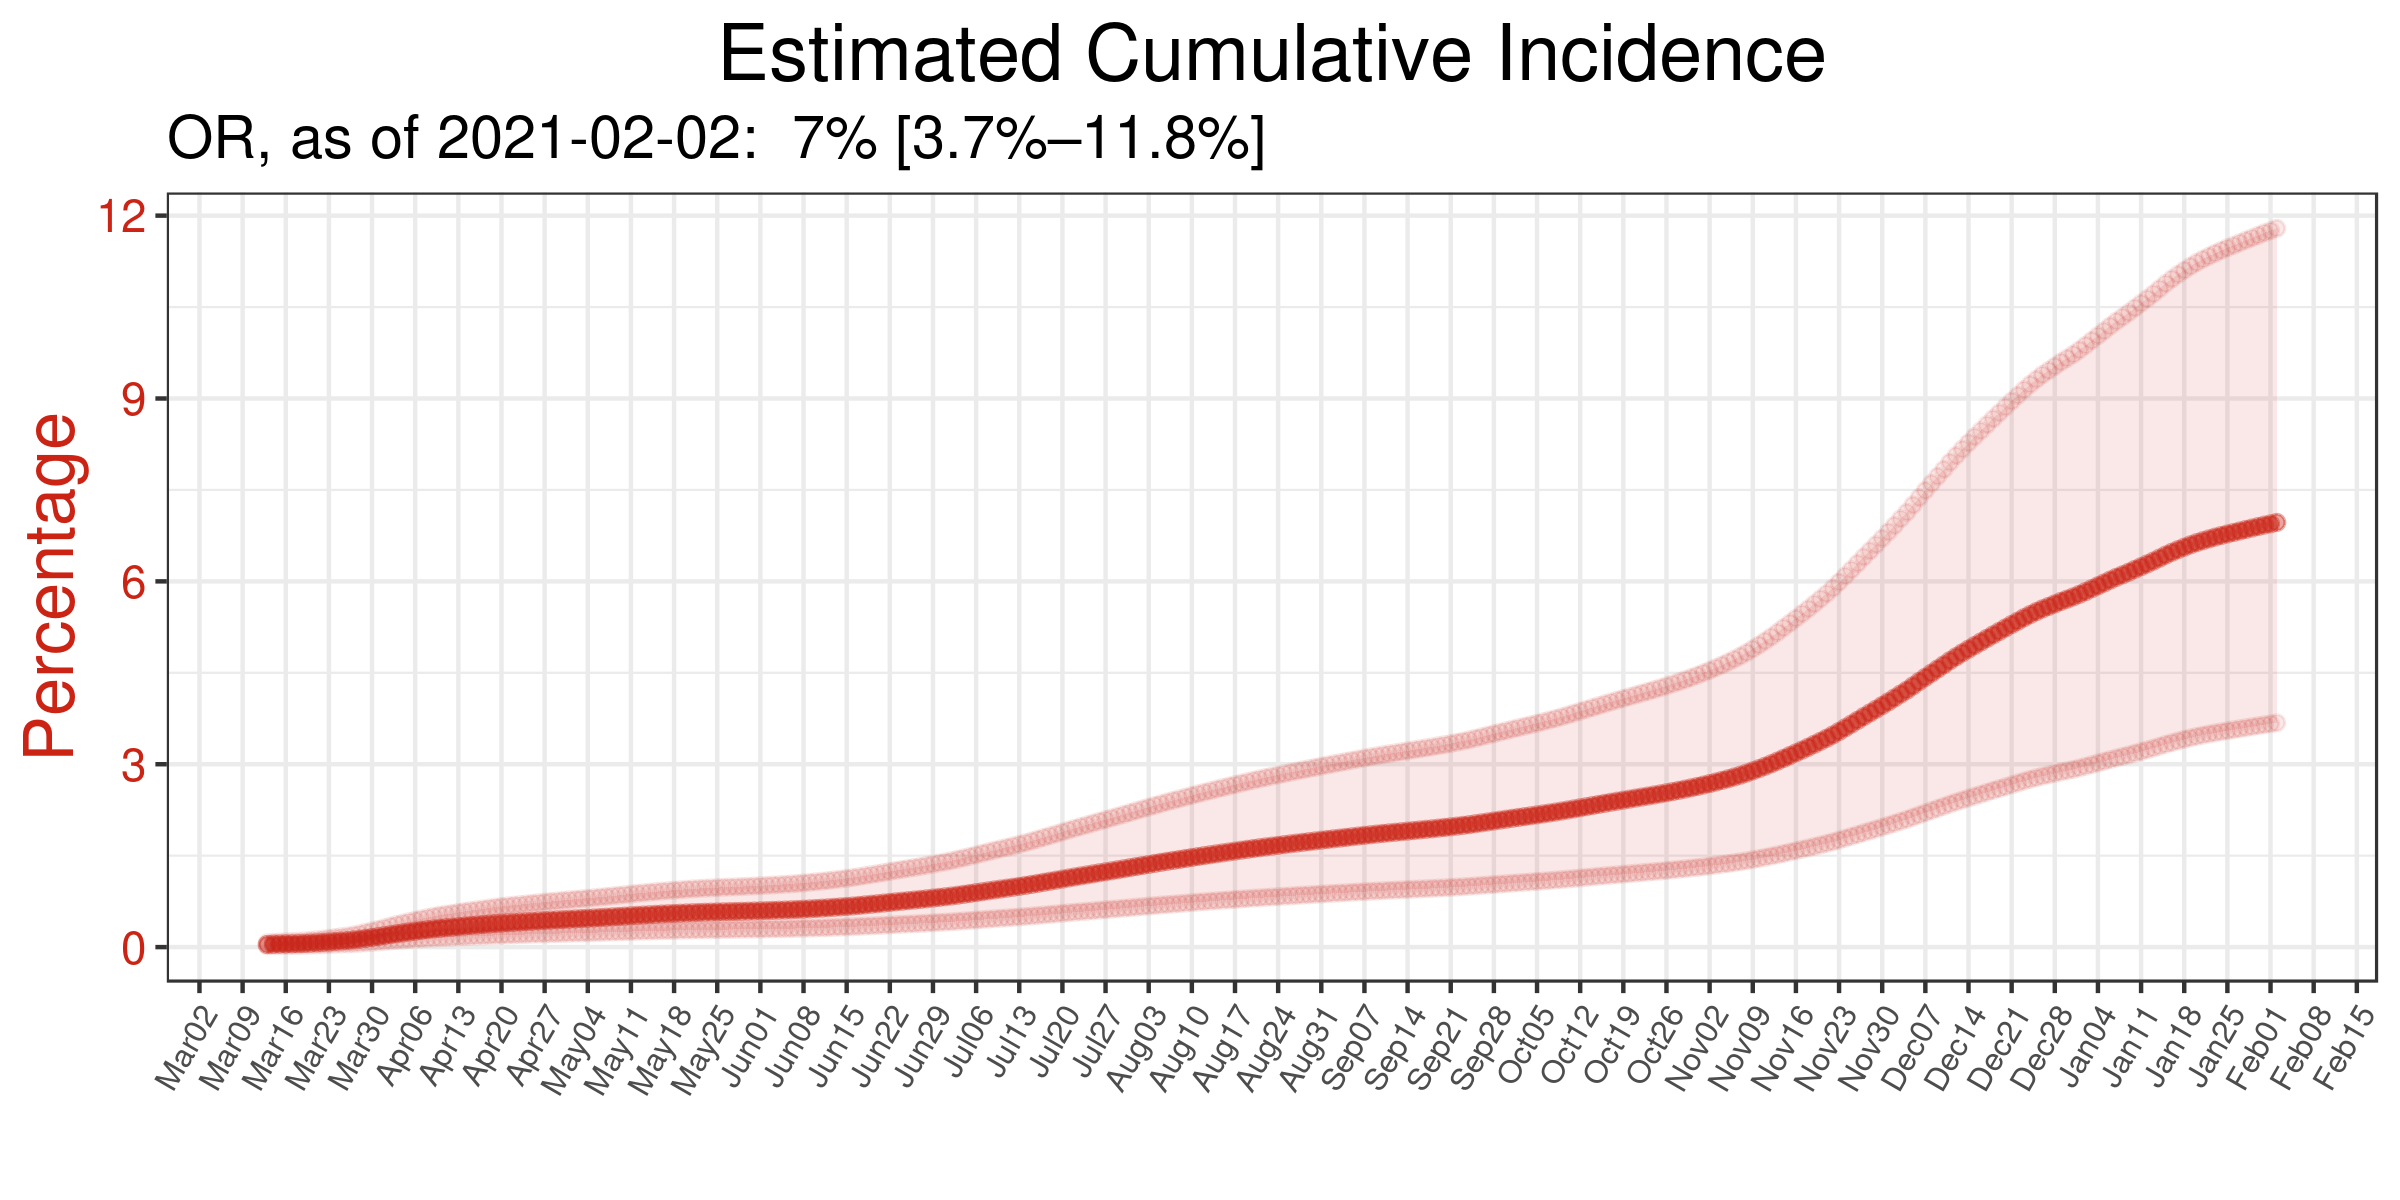 Estimated Cumulative Incidence
OR, as of 2021-02-02:  7% [3.7%–11.8%]
Percentage
12
9
6
3
0
Mar02
Mar09
Mar16
Mar23
Mar30
Apr06
Apr13
Apr20
Apr27
May04
May11
May18
May25
Jun01
Jun08
Jun15
Jun22
Jun29
Jul06
Jul13
Jul20
Jul27
Aug03
Aug10
Aug17
Aug24
Aug31
Sep07
Sep14
Sep21
Sep28
Oct05
Oct12
Oct19
Oct26
Nov02
Nov09
Nov16
Nov23
Nov30
Dec07
Dec14
Dec21
Dec28
Jan04
Jan11
Jan18
Jan25
Feb01
Feb08
Feb15